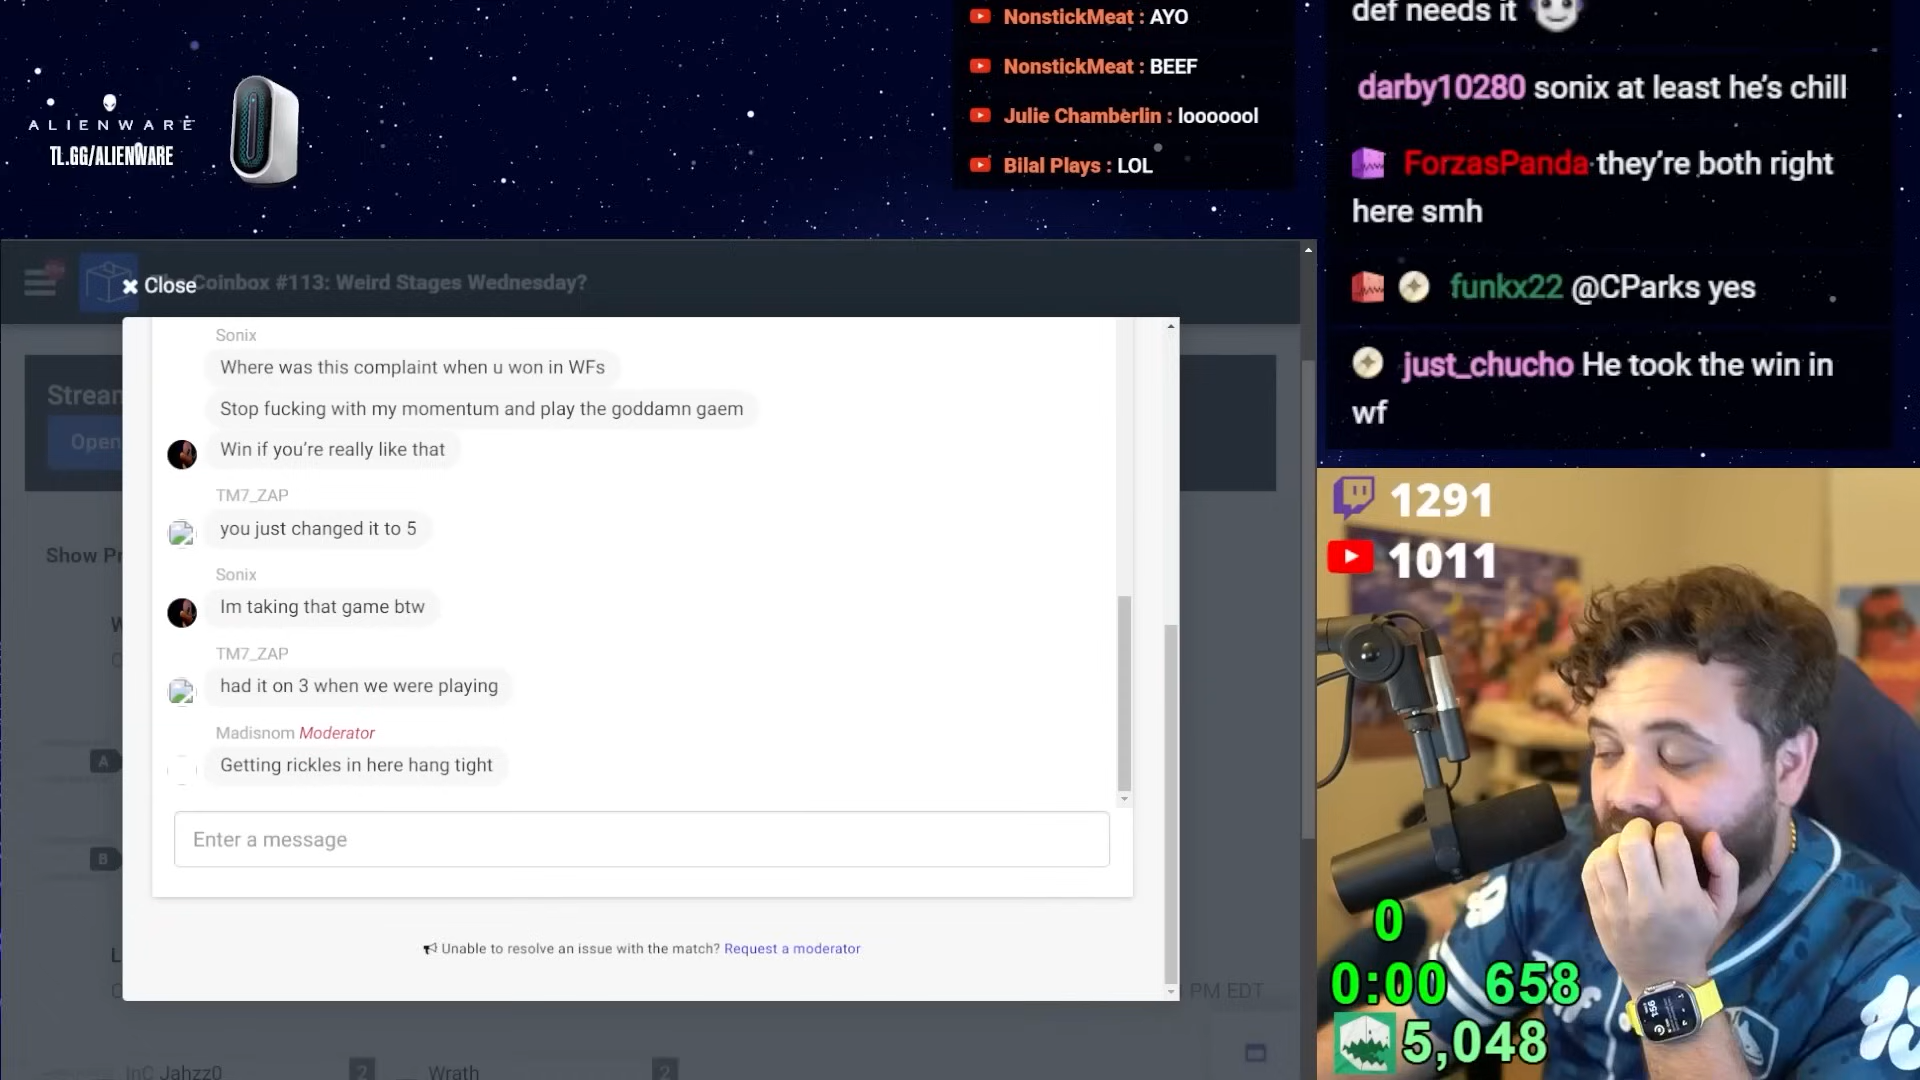 ALIENWARE
TL.GG/ALIENWARE
NonstickMeat : AYO
NonstickMeat : BEEF
Julie Chamberlin : looooool
Bilal Plays : LOL
def needs it
darby10280 sonix at least he’s chill
ForzasPanda they’re both right
here smh
funkx22 @CParks yes
just_chucho He took the win in
wf
Close
Coinbox #113: Weird Stages Wednesday?
Open
A
B
Sonix
Where was this complaint when u won in WFs
Stop fucking with my momentum and play the goddamn gaem
Win if you’re really like that
TM7_ZAP
you just changed it to 5
Sonix
Im taking that game btw
TM7_ZAP
had it on 3 when we were playing
Madisnom Moderator
Getting rickles in here hang tight
Enter a message
Unable to resolve an issue with the match? Request a moderator
PM EDT
InC Jahzz0 2
Wrath 2
1291
1011
0
0:00 658
5,048